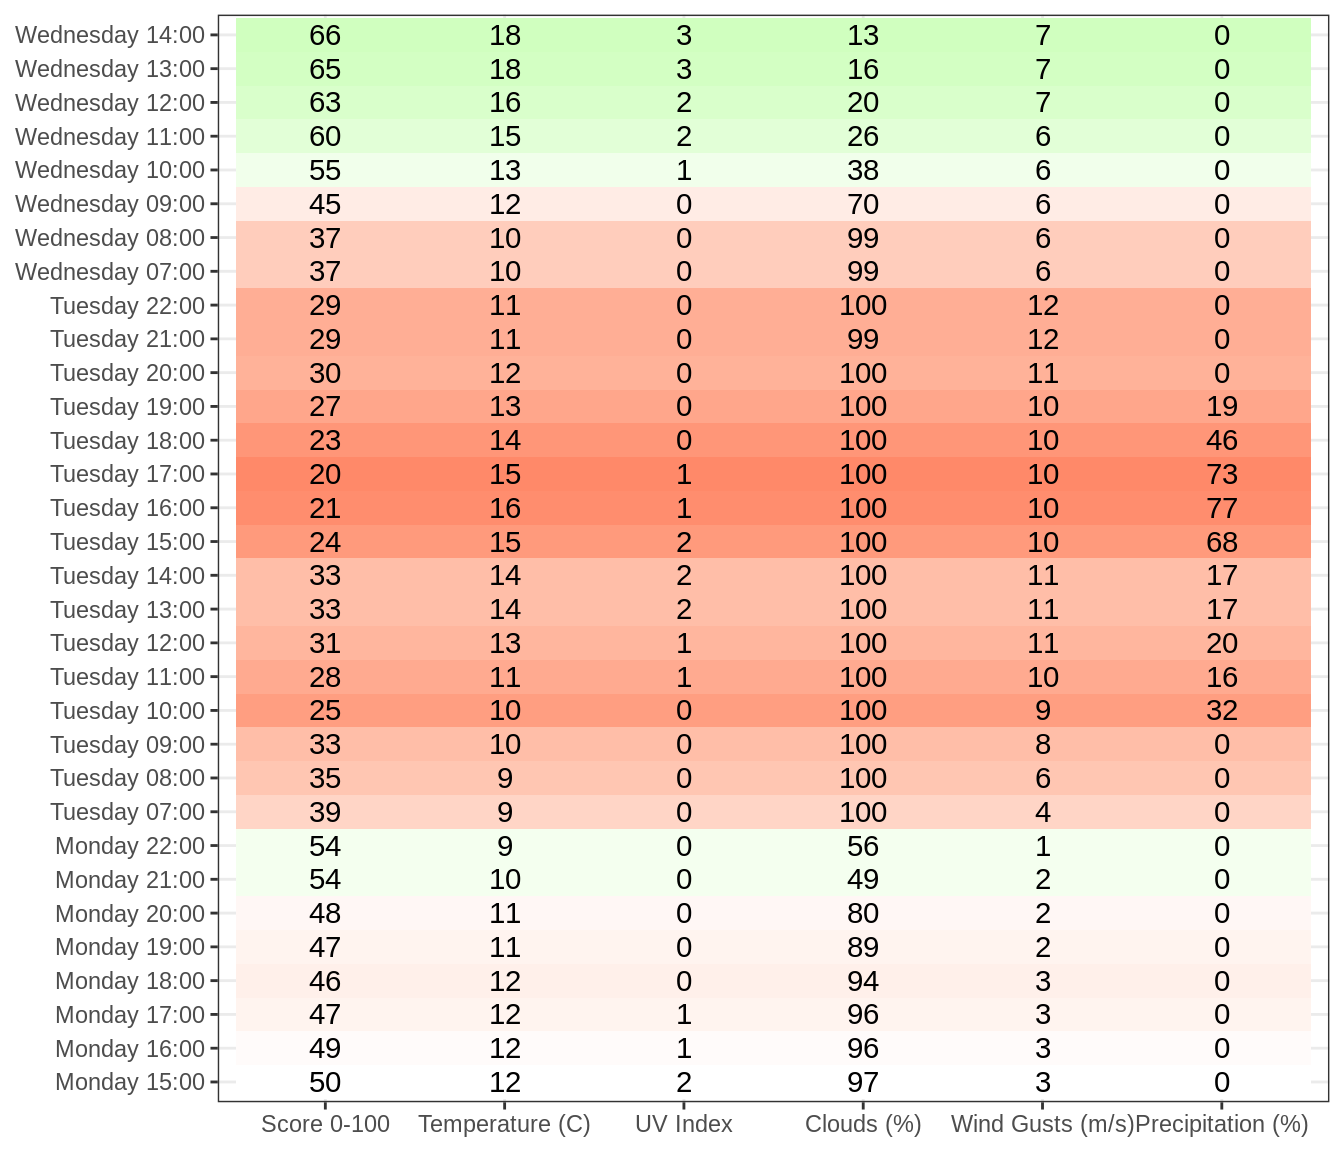 Wednesday 14:00 66 18 3 13 7 0
Wednesday 13:00 65 18 3 16 7 0
Wednesday 12:00 63 16 2 20 7 0
Wednesday 11:00 60 15 2 26 6 0
Wednesday 10:00 55 13 1 38 6 0
Wednesday 09:00 45 12 0 70 6 0
Wednesday 08:00 37 10 0 99 6 0
Wednesday 07:00 37 10 0 99 6 0
Tuesday 22:00 29 11 0 100 12 0
Tuesday 21:00 29 11 0 99 12 0
Tuesday 20:00 30 12 0 100 11 0
Tuesday 19:00 27 13 0 100 10 19
Tuesday 18:00 23 14 0 100 10 46
Tuesday 17:00 20 15 1 100 10 73
Tuesday 16:00 21 16 1 100 10 77
Tuesday 15:00 24 15 2 100 10 68
Tuesday 14:00 33 14 2 100 11 17
Tuesday 13:00 33 14 2 100 11 17
Tuesday 12:00 31 13 1 100 11 20
Tuesday 11:00 28 11 1 100 10 16
Tuesday 10:00 25 10 0 100 9 32
Tuesday 09:00 33 10 0 100 8 0
Tuesday 08:00 35 9 0 100 6 0
Tuesday 07:00 39 9 0 100 4 0
Monday 22:00 54 9 0 56 1 0
Monday 21:00 54 10 0 49 2 0
Monday 20:00 48 11 0 80 2 0
Monday 19:00 47 11 0 89 2 0
Monday 18:00 46 12 0 94 3 0
Monday 17:00 47 12 1 96 3 0
Monday 16:00 49 12 1 96 3 0
Monday 15:00 50 12 2 97 3 0
Score 0-100 Temperature (C) UV Index Clouds (%) Wind Gusts (m/s) Precipitation (%)